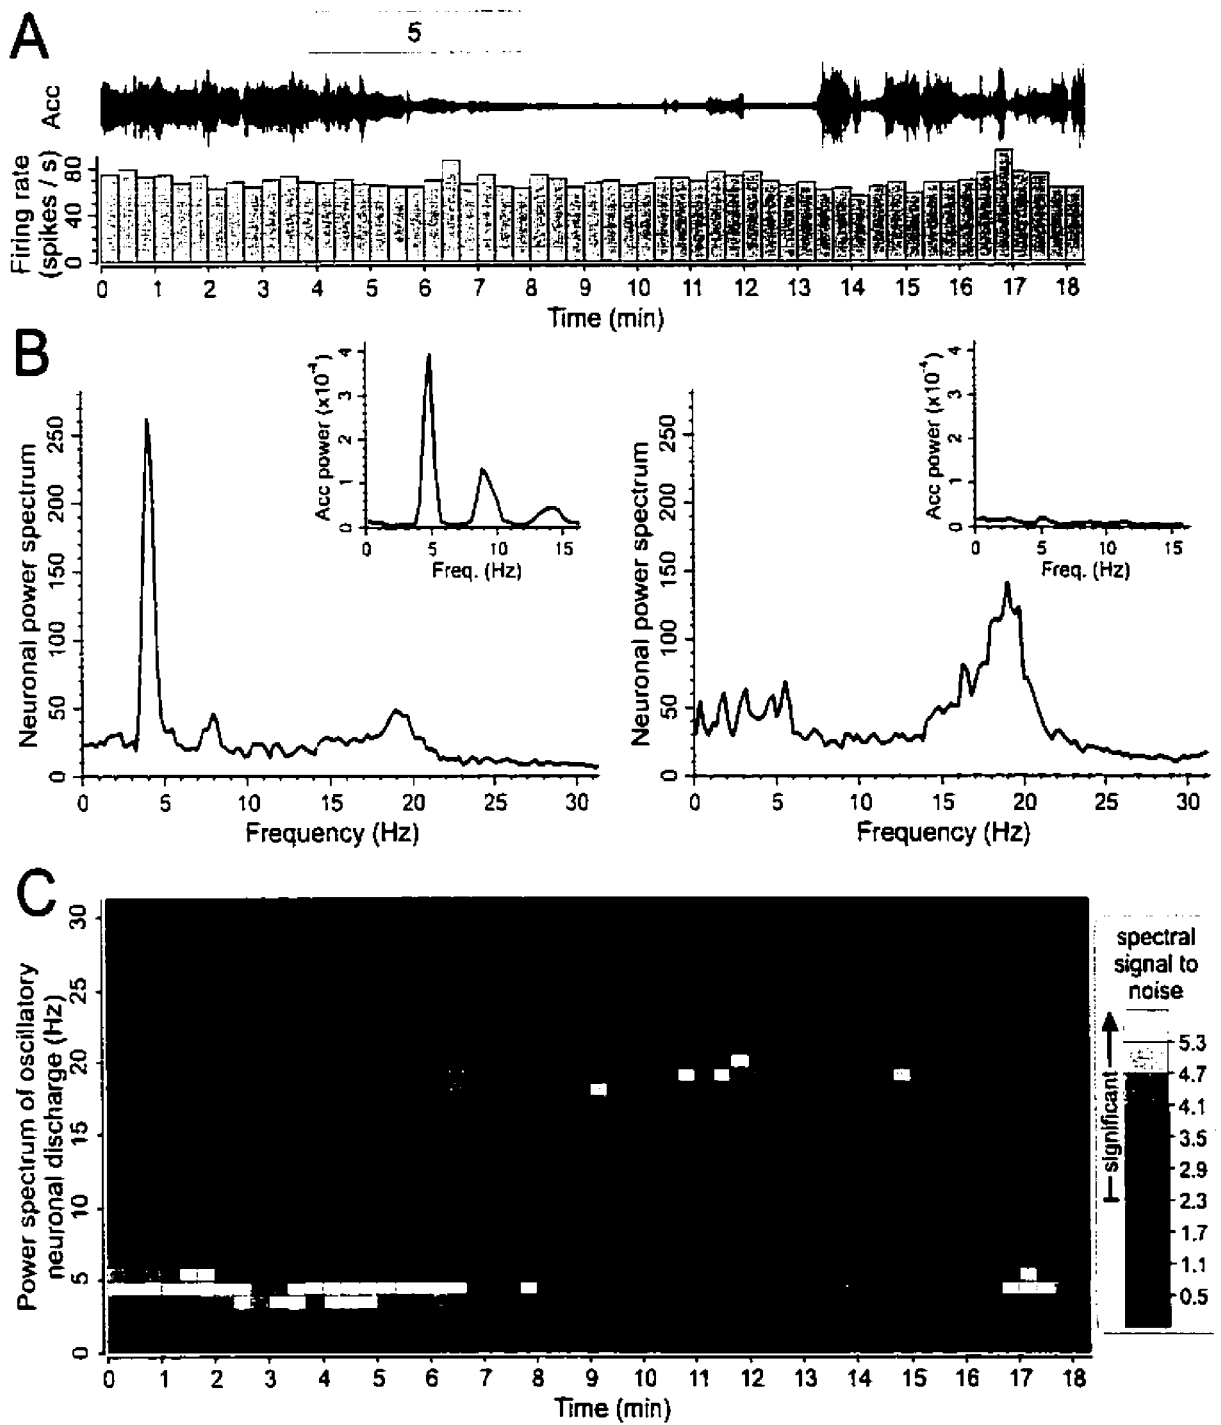 A
5
Acc
Firing rate
(spikes / s)
80
40
0
0 1 2 3 4 5 6 7 8 9 10 11 12 13 14 15 16 17 18
Time (min)
B
Neuronal power spectrum
250
200
150
100
50
0
0 5 10 15 20 25 30
Frequency (Hz)
Acc power (x10⁻⁴)
4
3
2
1
0
0 5 10 15
Freq. (Hz)
Neuronal power spectrum
250
200
150
100
50
0
0 5 10 15 20 25 30
Frequency (Hz)
Acc power (x10⁻⁴)
4
3
2
1
0
0 5 10 15
Freq. (Hz)
C
Power spectrum of oscillatory
neuronal discharge (Hz)
30
25
20
15
10
5
0
0 1 2 3 4 5 6 7 8 9 10 11 12 13 14 15 16 17 18
Time (min)
spectral
signal to
noise
significant
5.3
4.7
4.1
3.5
2.9
2.3
1.7
1.1
0.5